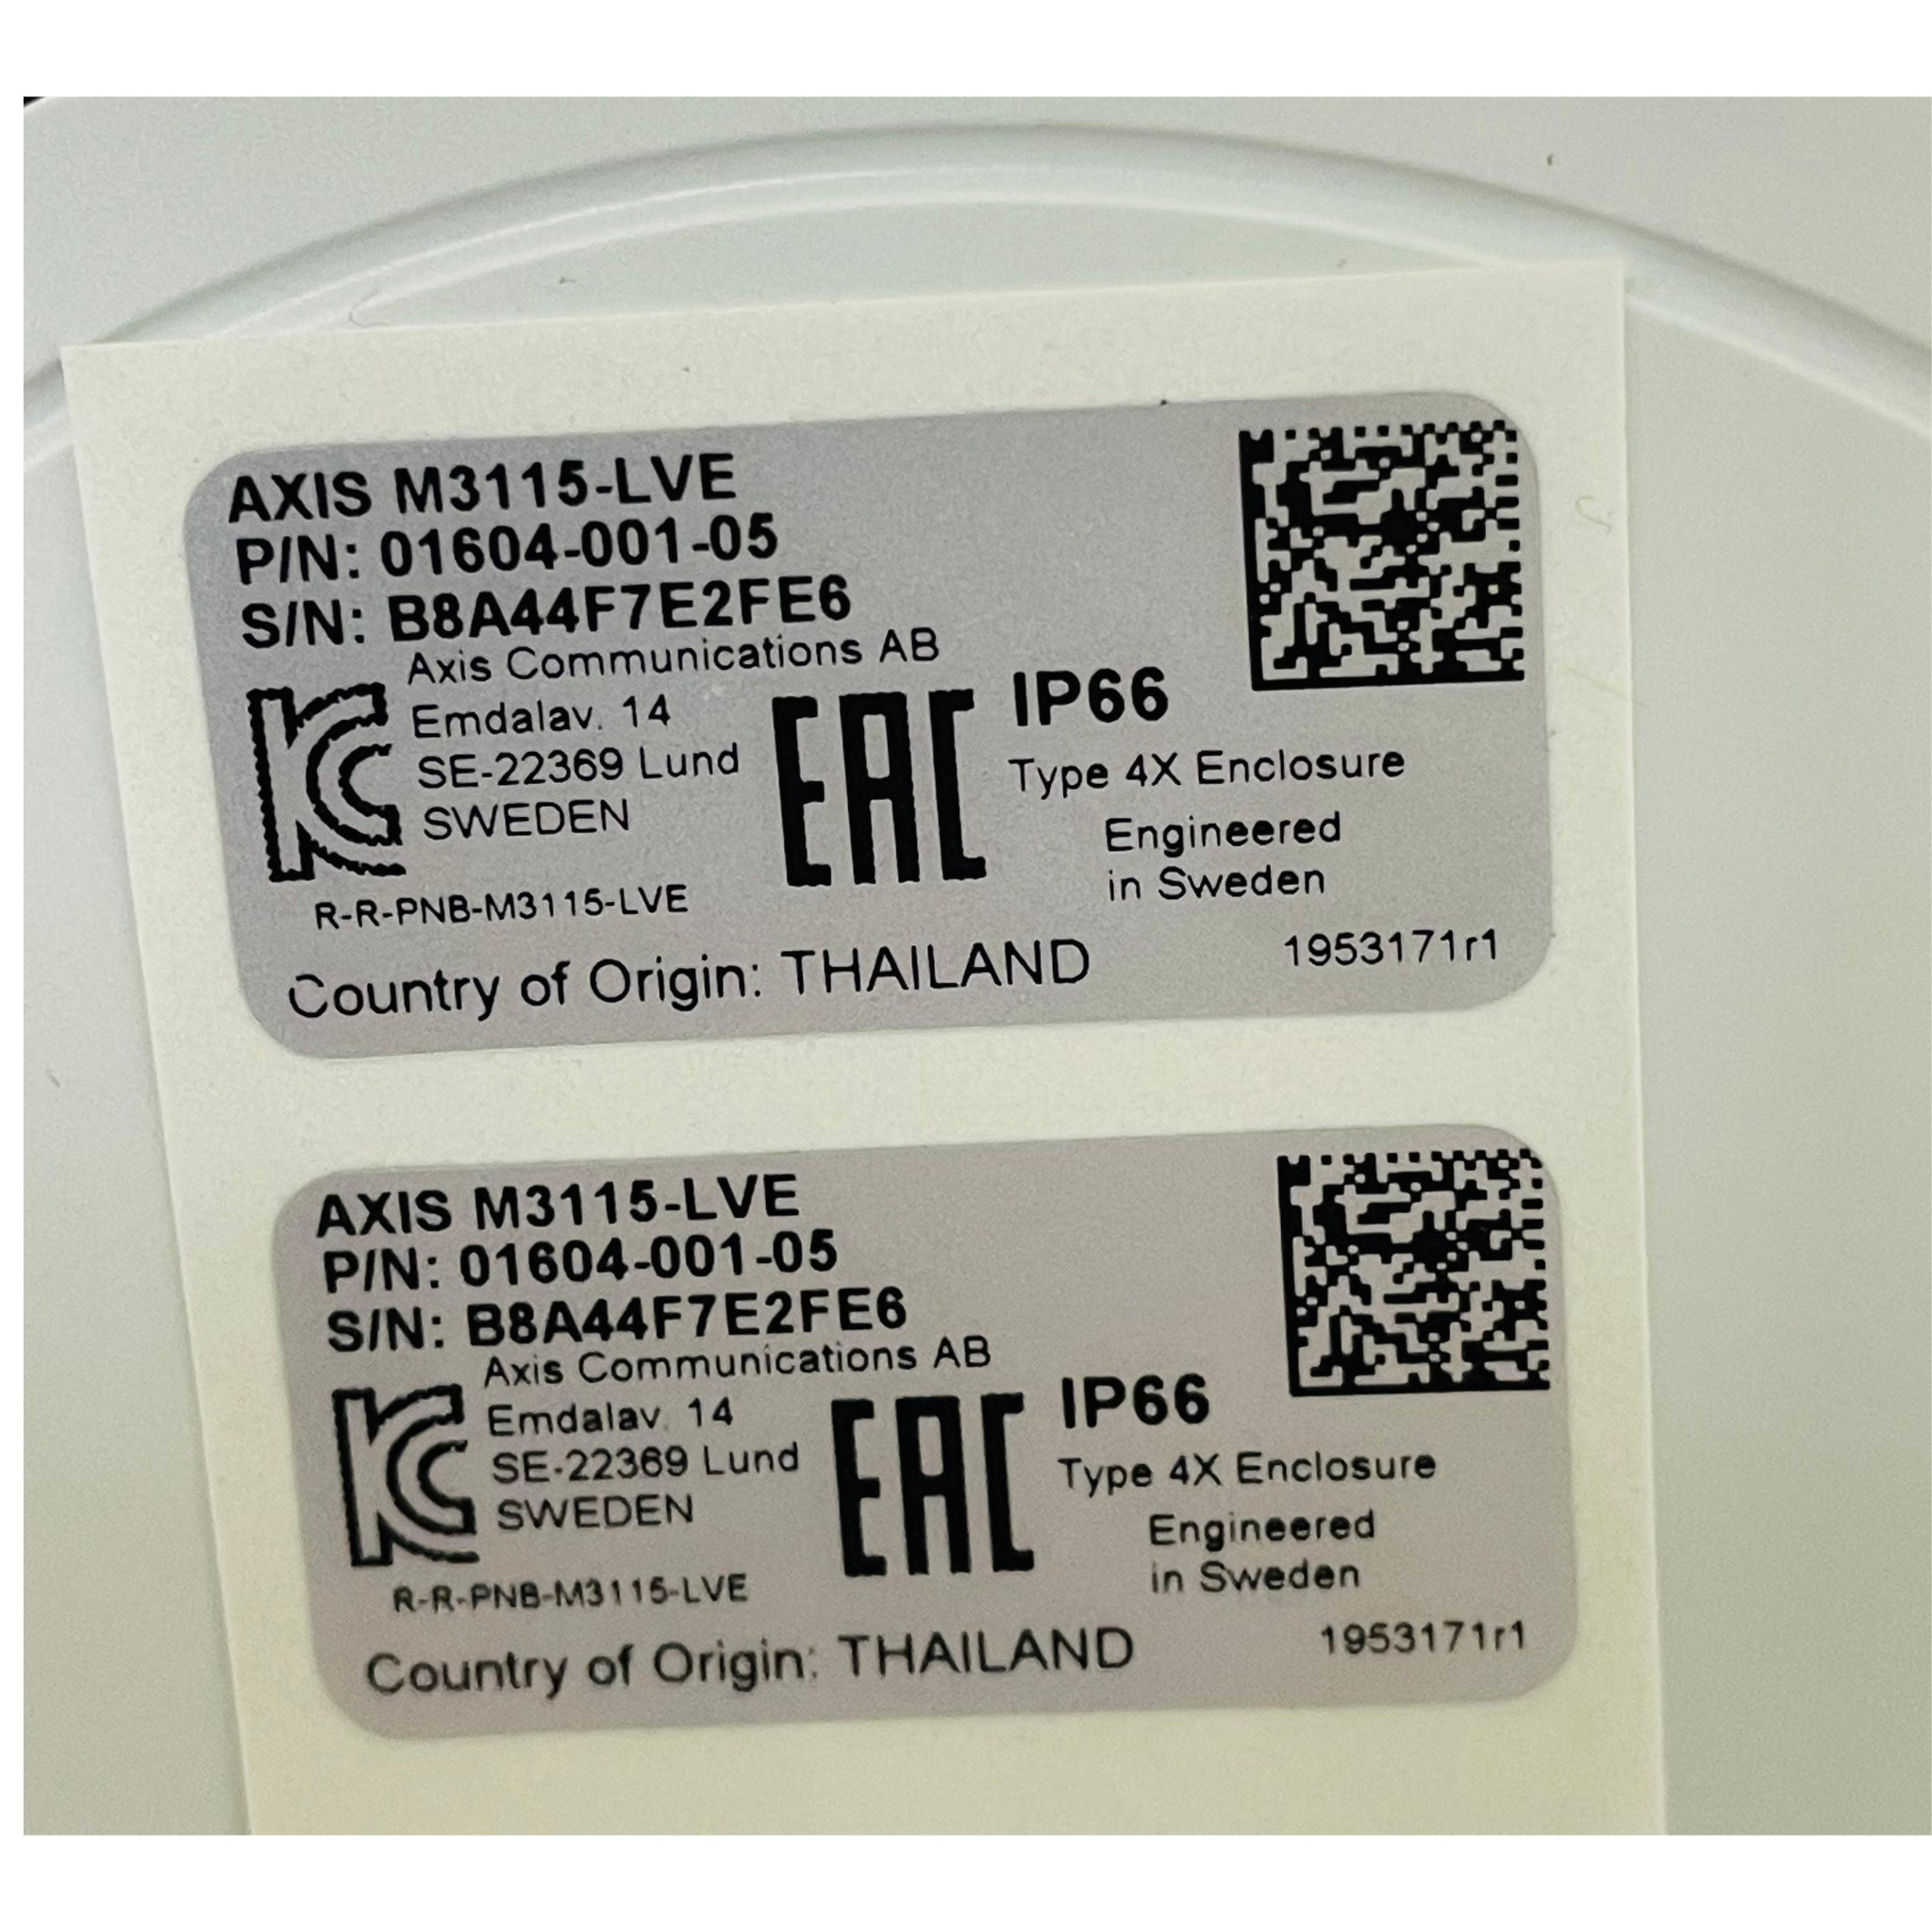 AXIS M3115-LVE
P/N: 01604-001-05
S/N: B8A44F7E2FE6
Axis Communications AB
Emdalav. 14
SE-22369 Lund
SWEDEN
KC
R-R-PNB-M3115-LVE
EAC
IP66
Type 4X Enclosure
Engineered
in Sweden
Country of Origin: THAILAND
1953171r1
AXIS M3115-LVE
P/N: 01604-001-05
S/N: B8A44F7E2FE6
Axis Communications AB
Emdalav. 14
SE-22369 Lund
SWEDEN
KC
R-R-PNB-M3115-LVE
EAC
IP66
Type 4X Enclosure
Engineered
in Sweden
Country of Origin: THAILAND
1953171r1